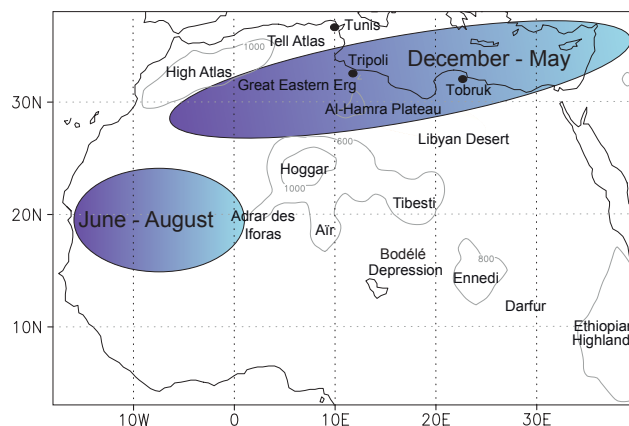 Tunis
1000
Tell Atlas
December - May
High Atlas
Tripoli
Great Eastern Erg
Tobruk
30N
Al-Hamra Plateau
Libyan Desert
600
Hoggar
1000
Tibesti
June - August
Adrar des
Iforas
20N
Aïr
Bodélé
Depression
800
Ennedi
Darfur
10N
Ethiopian
Highland
10W
0
10E
20E
30E